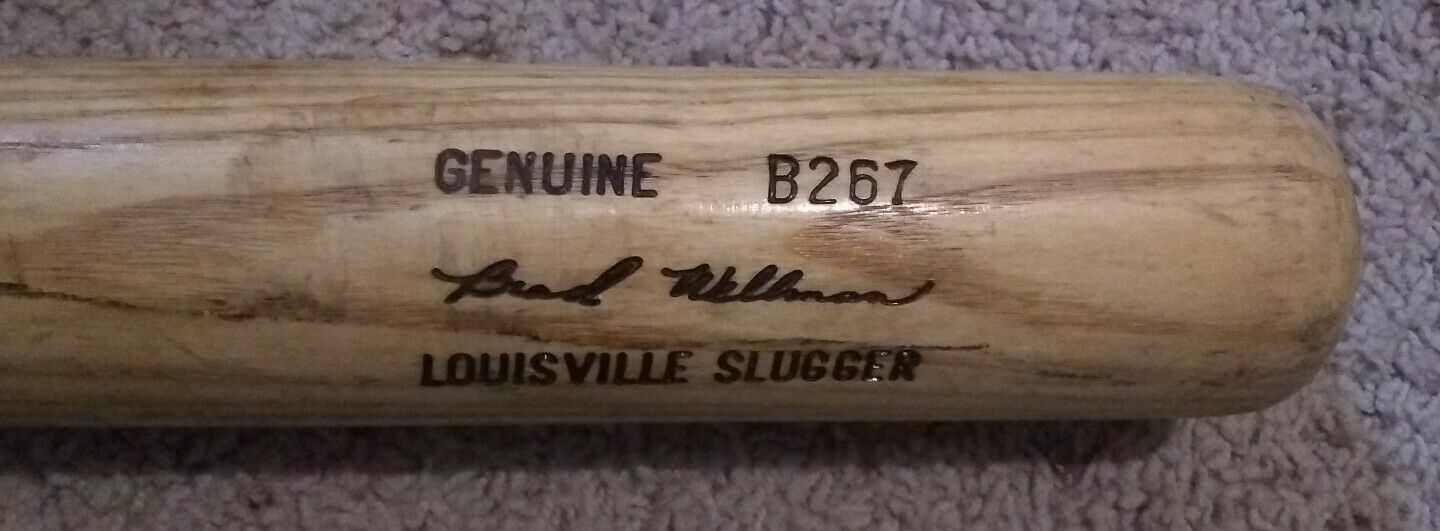 GENUINE B267
Brad Wellman
LOUISVILLE SLUGGER